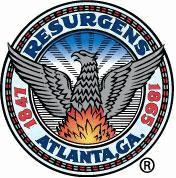 RESURGENS
1847
1865
ATLANTA,GA.
®